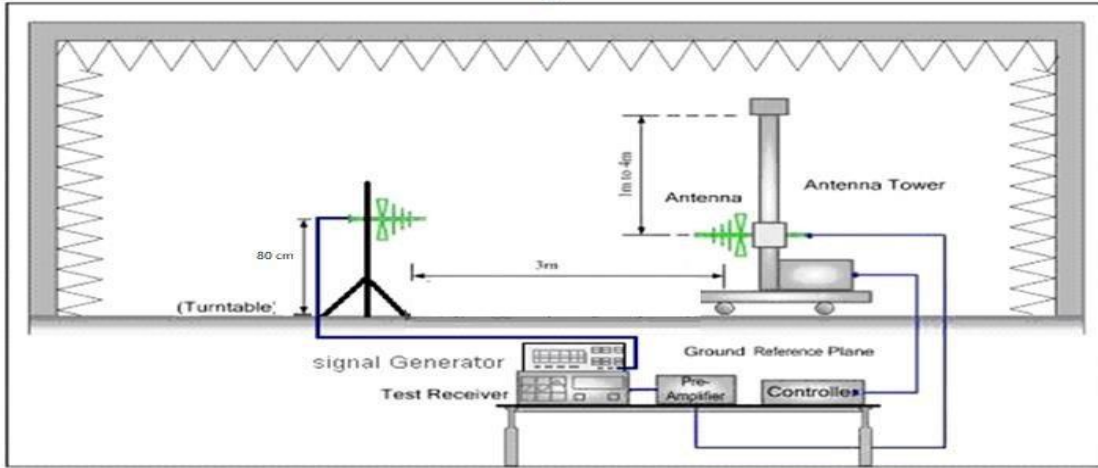 1m to 4m
Antenna
Antenna Tower
80 cm
3m
(Turntable)
signal Generator
Ground Reference Plane
Test Receiver
Pre-
Amplifier
Controller